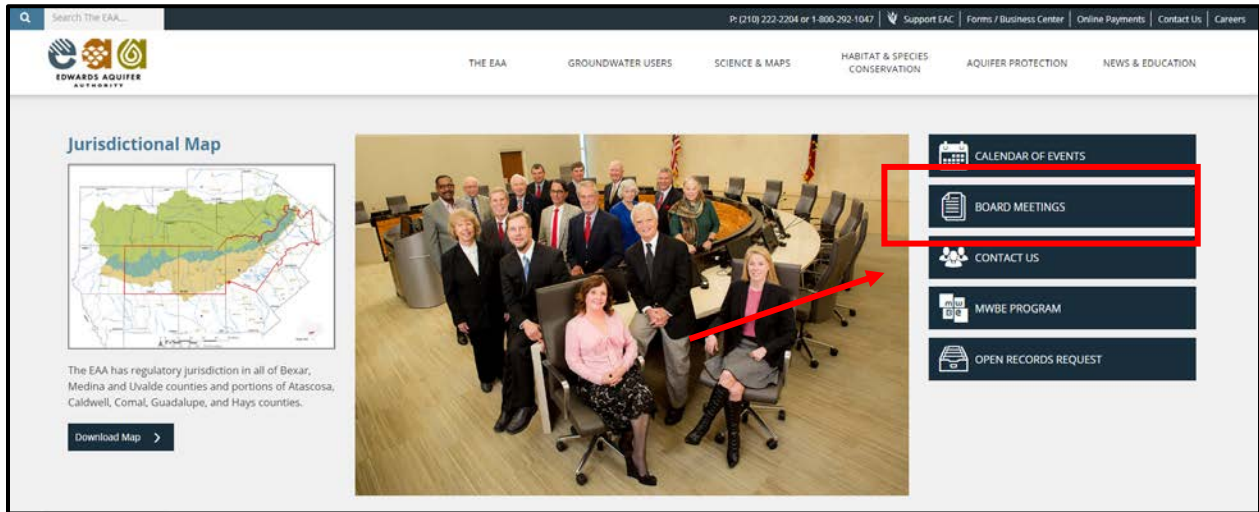 Search The EAA...
P: (210) 222-2204 or 1-800-292-1047 | Support EAC | Forms / Business Center | Online Payments | Contact Us | Careers
eaa
EDWARDS AQUIFER
AUTHORITY
THE EAA
GROUNDWATER USERS
SCIENCE & MAPS
HABITAT & SPECIES
CONSERVATION
AQUIFER PROTECTION
NEWS & EDUCATION
Jurisdictional Map
The EAA has regulatory jurisdiction in all of Bexar,
Medina and Uvalde counties and portions of Atascosa,
Caldwell, Comal, Guadalupe, and Hays counties.
Download Map
CALENDAR OF EVENTS
BOARD MEETINGS
CONTACT US
MWBE
MWBE PROGRAM
OPEN RECORDS REQUEST